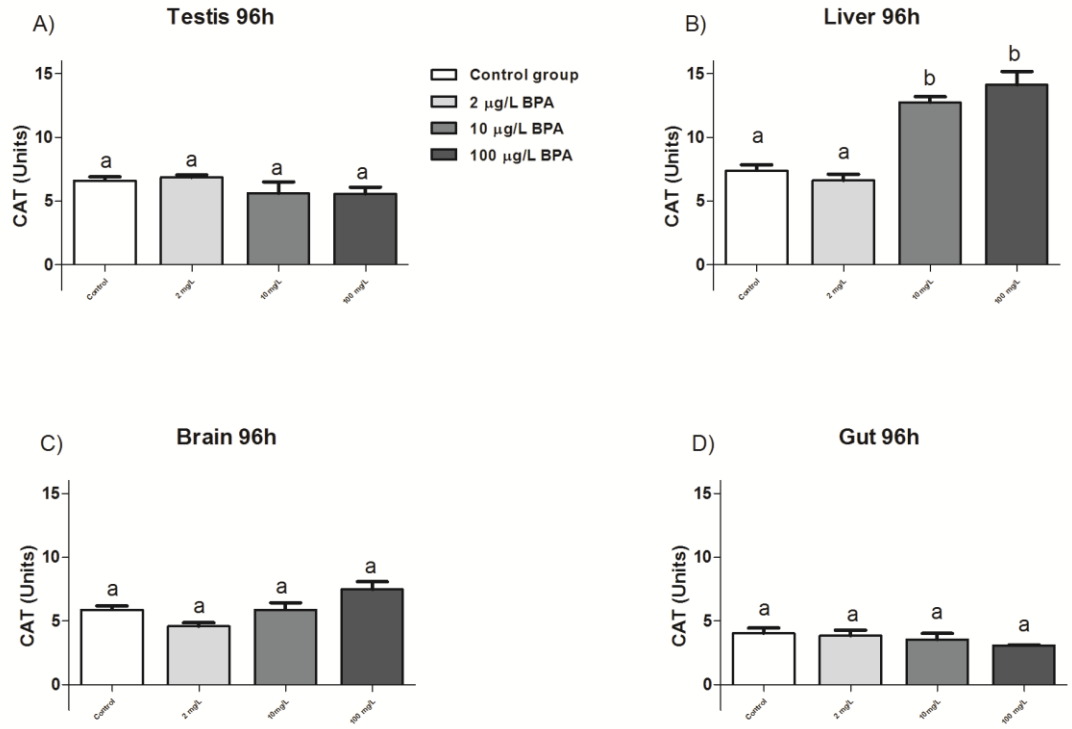 A)
Testis 96h
CAT (Units)
15
10
5
0
a
a
a
a
Control
2 mg/L
10 mg/L
100 mg/L
Control group
2 µg/L BPA
10 µg/L BPA
100 µg/L BPA
B)
Liver 96h
CAT (Units)
15
10
5
0
a
a
b
b
Control
2 mg/L
10 mg/L
100 mg/L
C)
Brain 96h
CAT (Units)
15
10
5
0
a
a
a
a
Control
2 mg/L
10mg/L
100 mg/L
D)
Gut 96h
CAT (Units)
15
10
5
0
a
a
a
a
Control
2 mg/L
10mg/L
100 mg/L